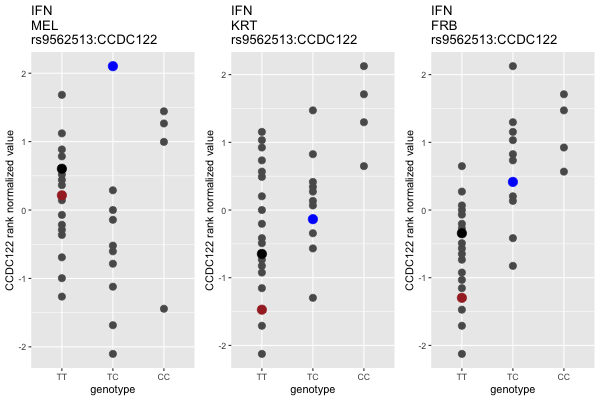 IFN
MEL
rs9562513:CCDC122
CCDC122 rank normalized value
2
1
0
-1
-2
TT
TC
CC
genotype
IFN
KRT
rs9562513:CCDC122
CCDC122 rank normalized value
2
1
0
-1
-2
TT
TC
CC
genotype
IFN
FRB
rs9562513:CCDC122
CCDC122 rank normalized value
2
1
0
-1
-2
TT
TC
CC
genotype